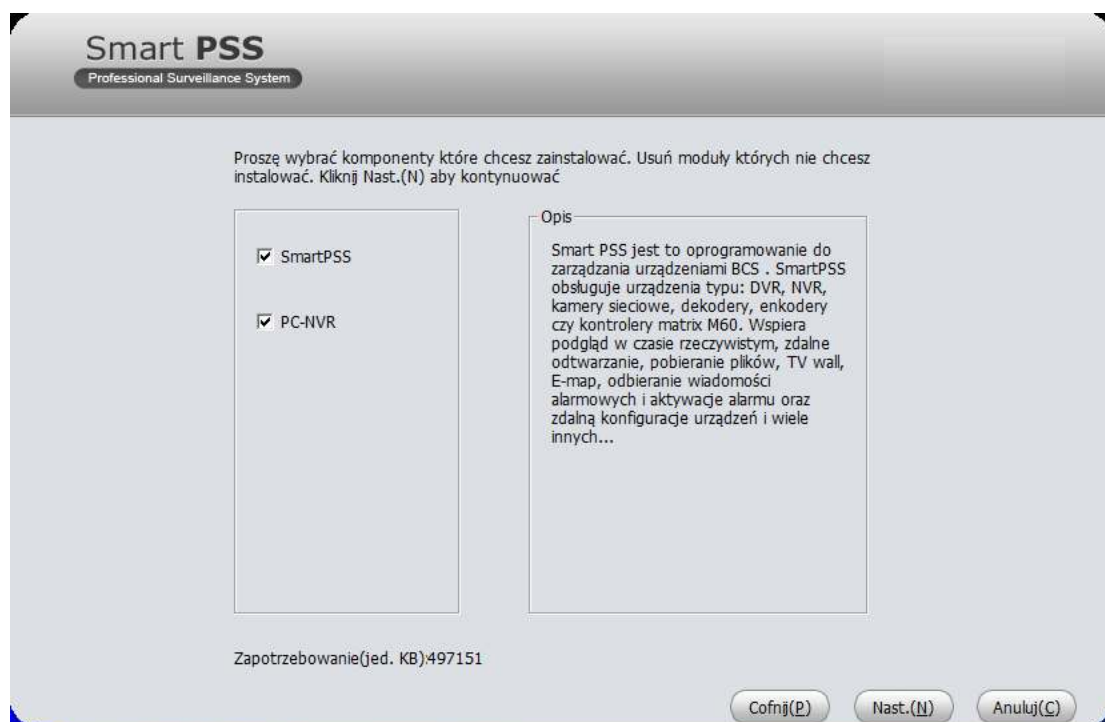 Smart PSS
Professional Surveillance System
Proszę wybrać komponenty które chcesz zainstalować. Usuń moduły których nie chcesz
instalować. Kliknij Nast.(N) aby kontynuować
SmartPSS
PC-NVR
Opis
Smart PSS jest to oprogramowanie do
zarządzania urządzeniami BCS . SmartPSS
obsługuje urządzenia typu: DVR, NVR,
kamery sieciowe, dekodery, enkodery
czy kontrolery matrix M60. Wspiera
podgląd w czasie rzeczywistym, zdalne
odtwarzanie, pobieranie plików, TV wall,
E-map, odbieranie wiadomości
alarmowych i aktywacje alarmu oraz
zdalną konfiguracje urządzeń i wiele
innych...
Zapotrzebowanie(jed. KB):497151
Cofnij(P)
Nast.(N)
Anuluj(C)